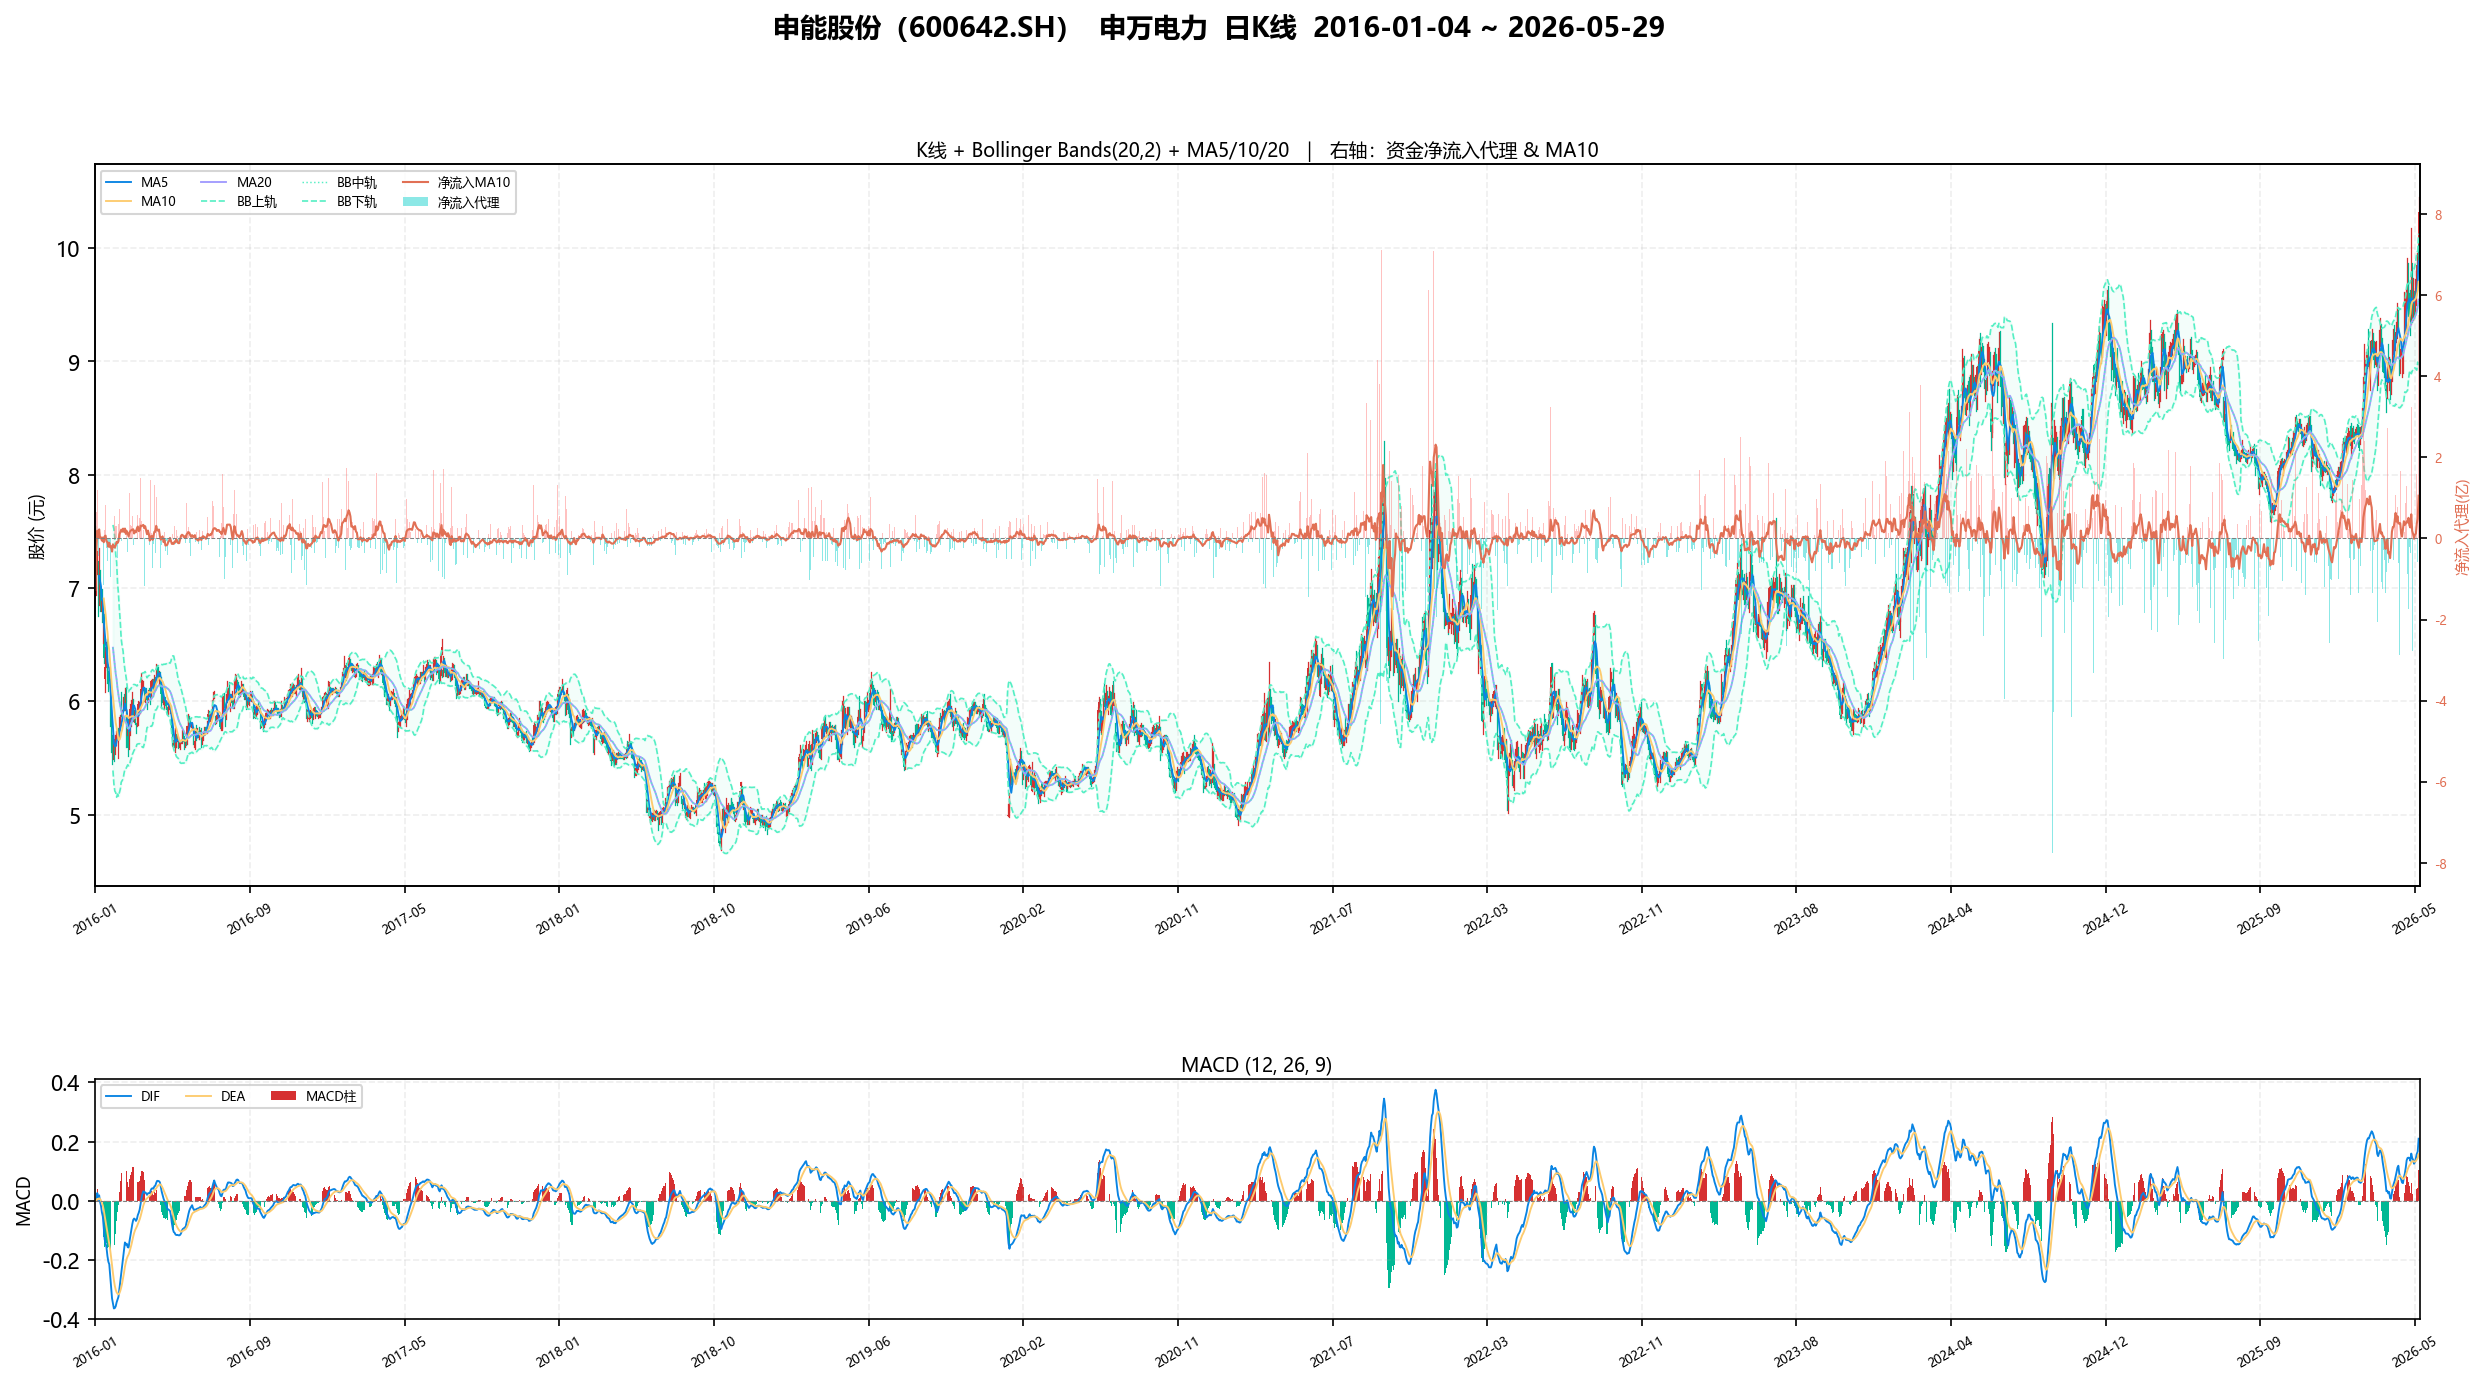 申能股份（600642.SH） 申万电力 日K线 2016-01-04 ~ 2026-05-29
K线 + Bollinger Bands(20,2) + MA5/10/20 | 右轴：资金净流入代理 & MA10
MA5 MA20 BB中轨 净流入MA10
MA10 BB上轨 BB下轨 净流入代理
股价 (元)
10
9
8
7
6
5
8
6
4
2
0
-2
-4
-6
-8
净流入代理(亿)
2016-01 2016-09 2017-05 2018-01 2018-10 2019-06 2020-02 2020-11 2021-07 2022-03 2022-11 2023-08 2024-04 2024-12 2025-09 2026-05
MACD (12, 26, 9)
DIF DEA MACD柱
MACD
0.4
0.2
0.0
-0.2
-0.4
2016-01 2016-09 2017-05 2018-01 2018-10 2019-06 2020-02 2020-11 2021-07 2022-03 2022-11 2023-08 2024-04 2024-12 2025-09 2026-05